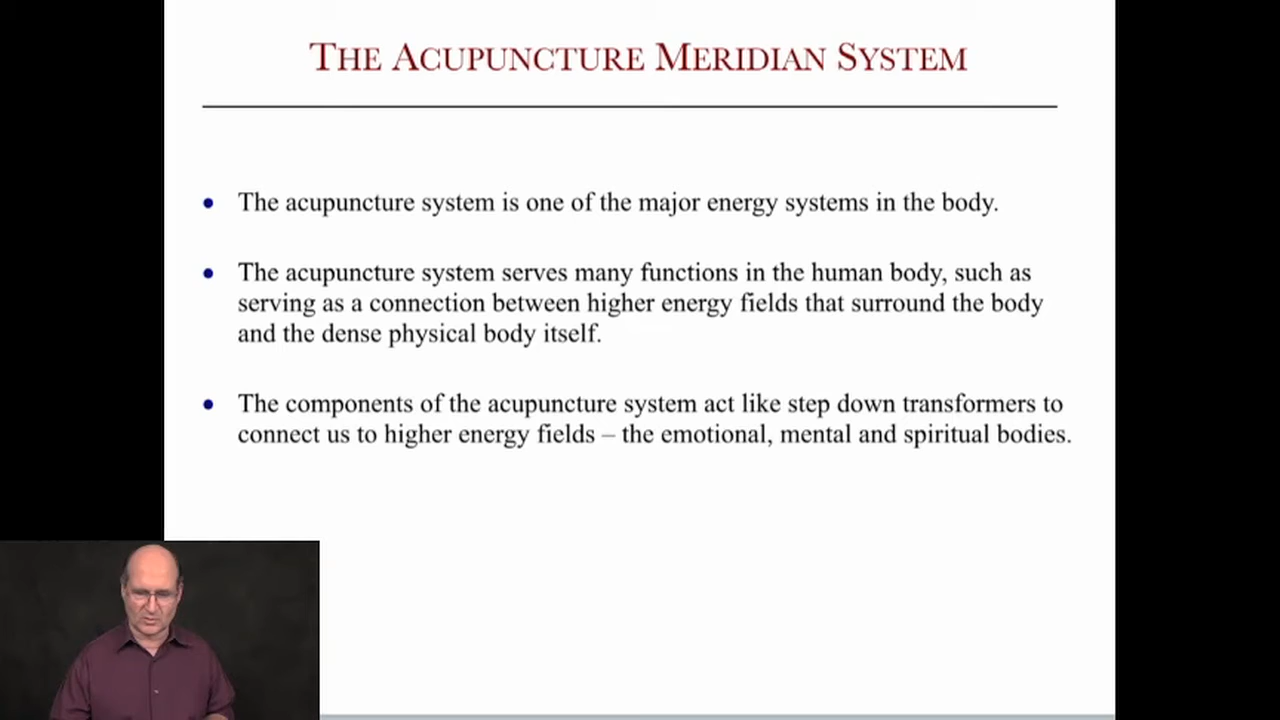 THE ACUPUNCTURE MERIDIAN SYSTEM
• The acupuncture system is one of the major energy systems in the body.
• The acupuncture system serves many functions in the human body, such as
serving as a connection between higher energy fields that surround the body
and the dense physical body itself.
• The components of the acupuncture system act like step down transformers to
connect us to higher energy fields – the emotional, mental and spiritual bodies.